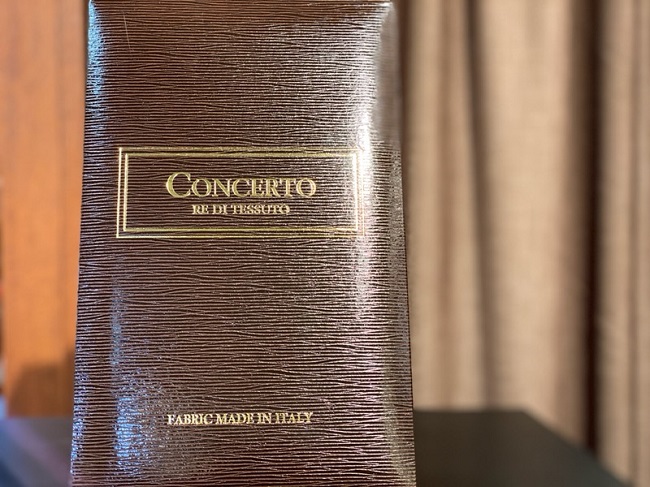 CONCERTO
RE DI TESSUTO
FABRIC MADE IN ITALY